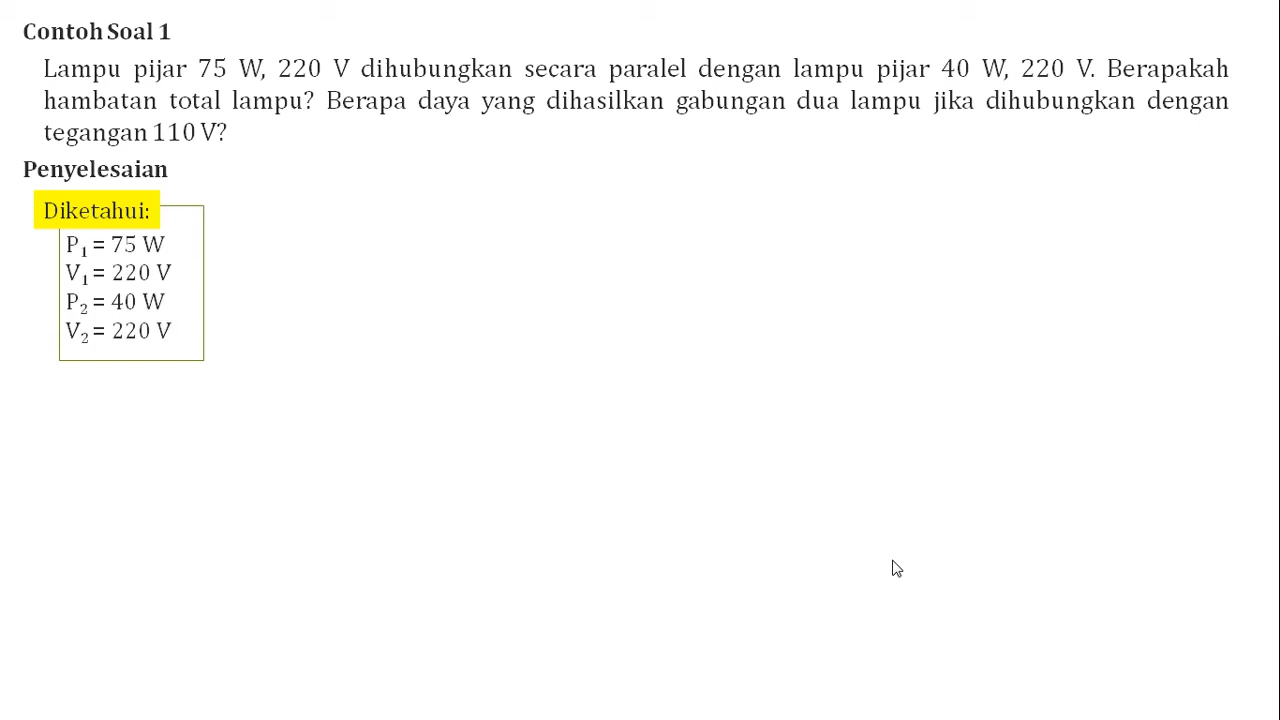 Contoh Soal 1
Lampu pijar 75 W, 220 V dihubungkan secara paralel dengan lampu pijar 40 W, 220 V. Berapakah
hambatan total lampu? Berapa daya yang dihasilkan gabungan dua lampu jika dihubungkan dengan
tegangan 110 V?
Penyelesaian
Diketahui:
P₁ = 75 W
V₁ = 220 V
P₂ = 40 W
V₂ = 220 V